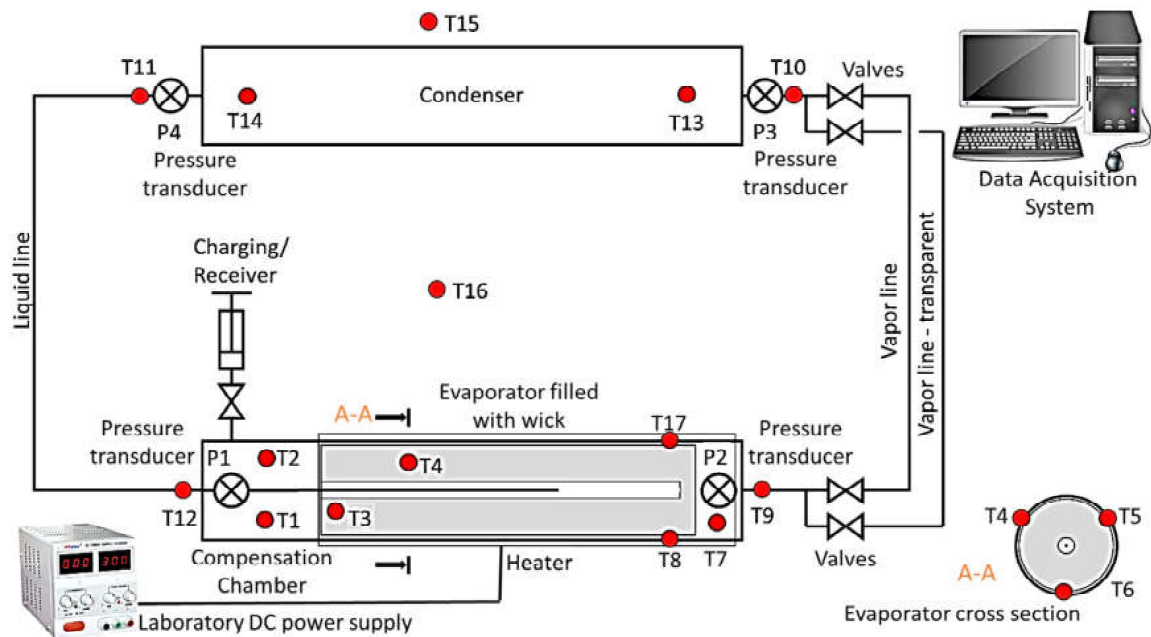 T15
T11
T10
Valves
Condenser
T14
T13
P4
P3
Pressure
transducer
Pressure
transducer
Data Acquisition
System
Charging/
Receiver
Liquid line
T16
Vapor line
Vapor line - transparent
Evaporator filled
with wick
A-A
T17
Pressure
transducer
P1
T2
T4
P2
Pressure
transducer
T12
T1
T3
T9
T4
T5
Compensation
Chamber
Heater
T8
T7
Valves
A-A
T6
000
300
Laboratory DC power supply
Evaporator cross section